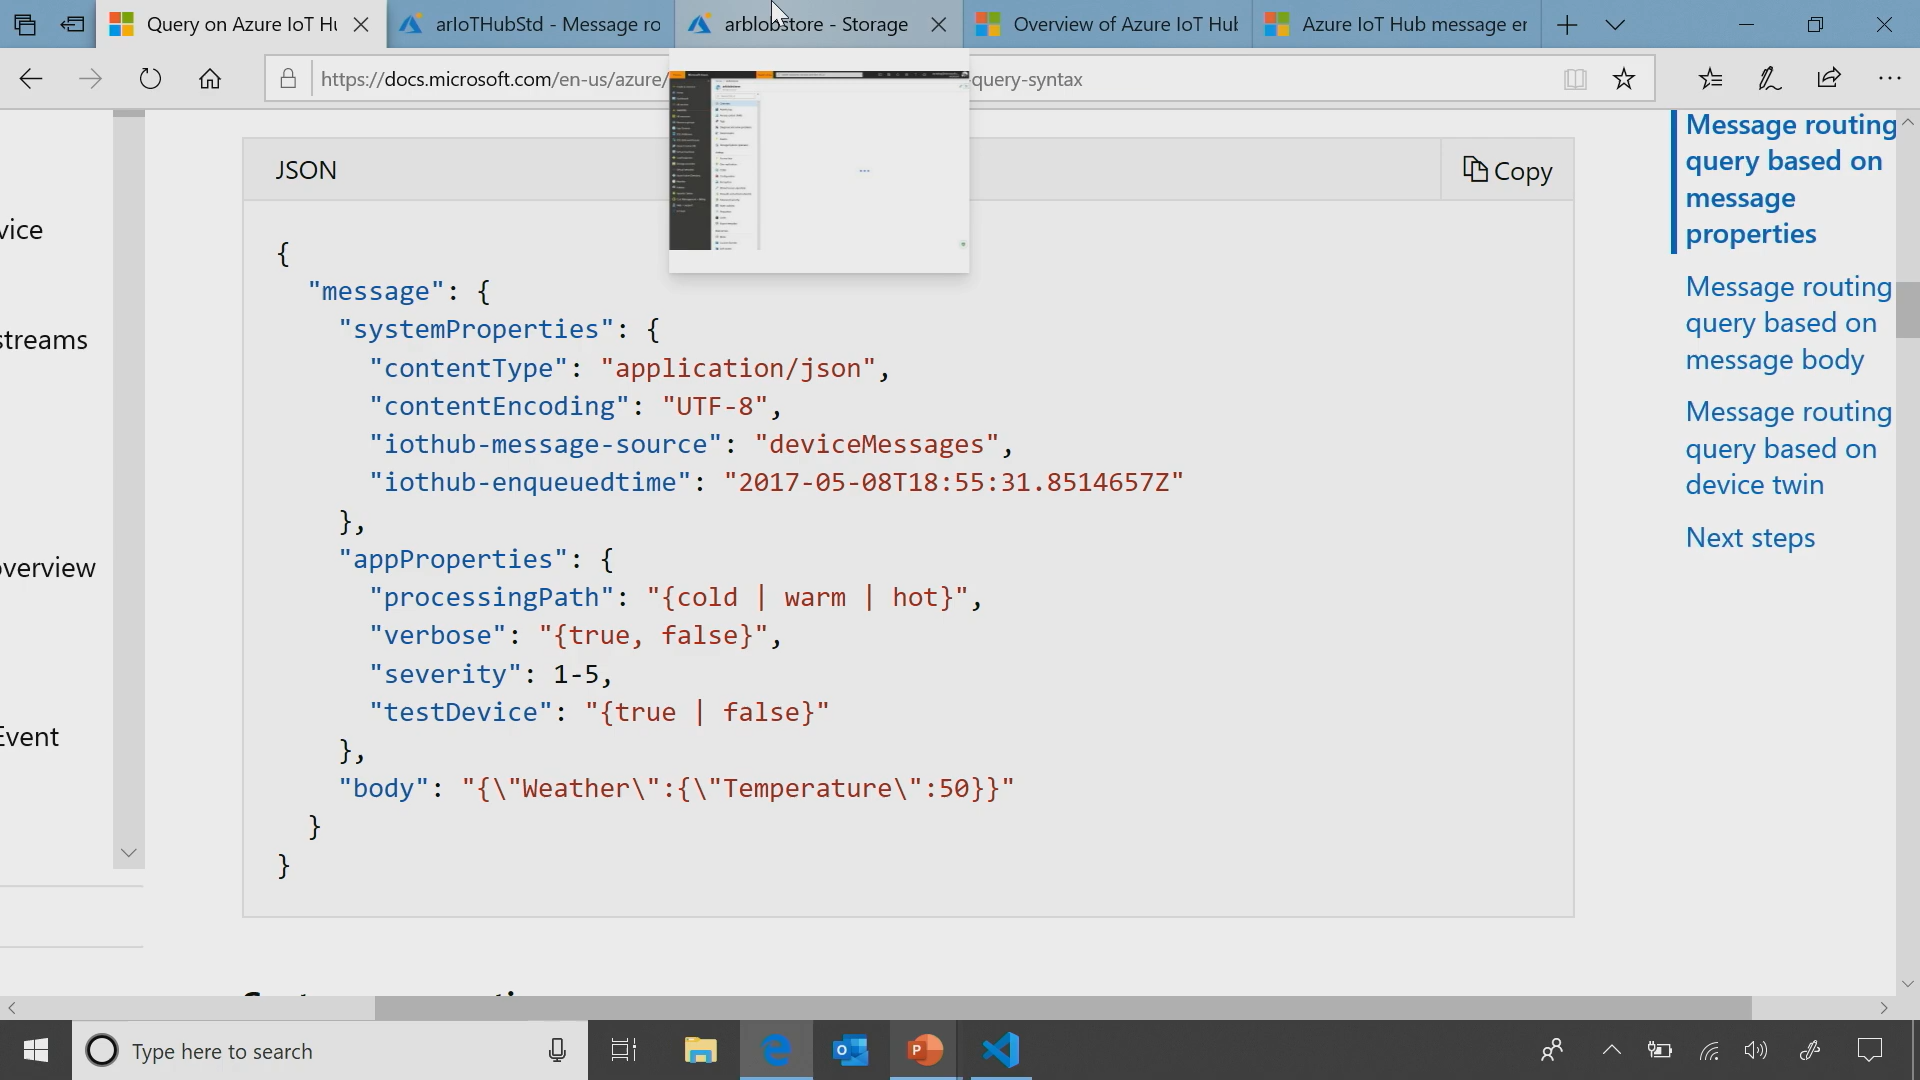 Query on Azure IoT Hu
arIoTHubStd - Message ro
arblobstore - Storage
Overview of Azure IoT Hub
Azure IoT Hub message en
https://docs.microsoft.com/en-us/azure/
query-syntax
vice
streams
overview
Event
JSON
Copy
{
"message": {
"systemProperties": {
"contentType": "application/json",
"contentEncoding": "UTF-8",
"iothub-message-source": "deviceMessages",
"iothub-enqueuedtime": "2017-05-08T18:55:31.8514657Z"
},
"appProperties": {
"processingPath": "{cold | warm | hot}",
"verbose": "{true, false}",
"severity": 1-5,
"testDevice": "{true | false}"
},
"body": "{\"Weather\":{\"Temperature\":50}}"
}
}
Message routing
query based on
message
properties
Message routing
query based on
message body
Message routing
query based on
device twin
Next steps
Type here to search